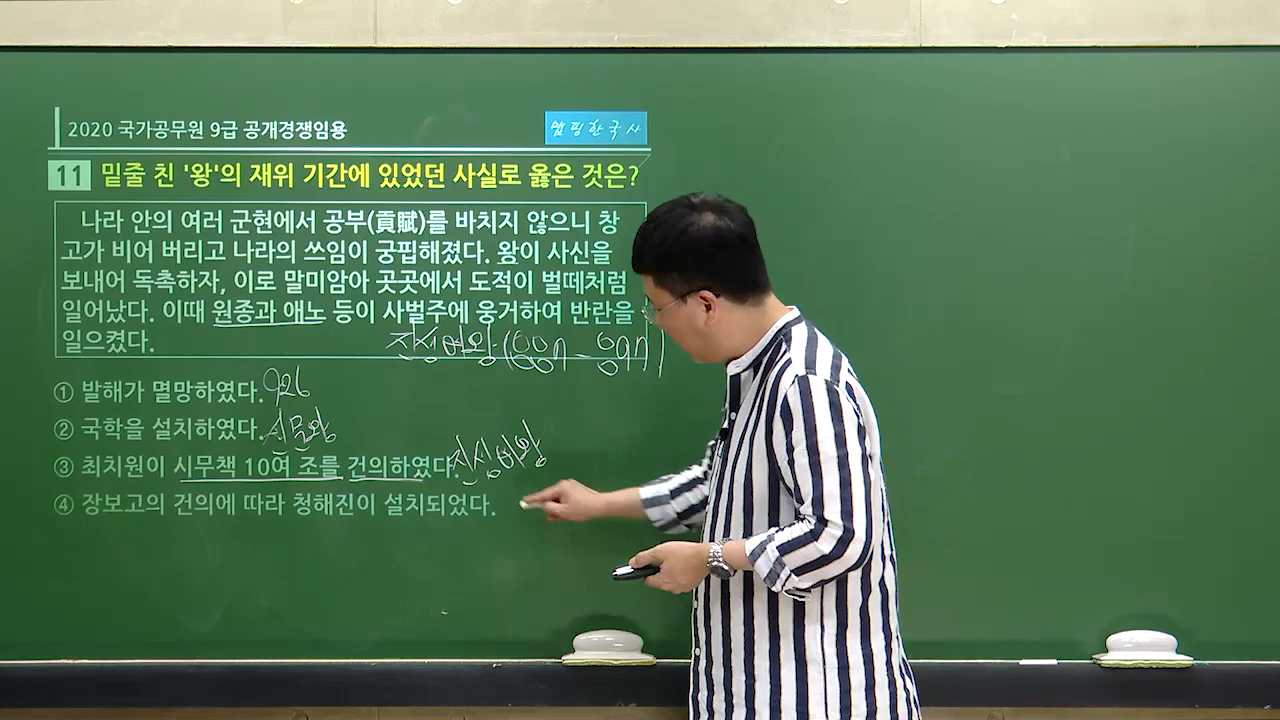 2020 국가공무원 9급 공개경쟁임용
맵핑한국사
11 밑줄 친 '왕'의 재위 기간에 있었던 사실로 옳은 것은?
나라 안의 여러 군현에서 공부(貢賦)를 바치지 않으니 창
고가 비어 버리고 나라의 쓰임이 궁핍해졌다. 왕이 사신을
보내어 독촉하자, 이로 말미암아 곳곳에서 도적이 벌떼처럼
일어났다. 이때 원종과 애노 등이 사벌주에 웅거하여 반란을
일으켰다.
진성여왕(887-897)
① 발해가 멸망하였다. 926
② 국학을 설치하였다. 신문왕
③ 최치원이 시무책 10여 조를 건의하였다. 진성여왕
④ 장보고의 건의에 따라 청해진이 설치되었다.